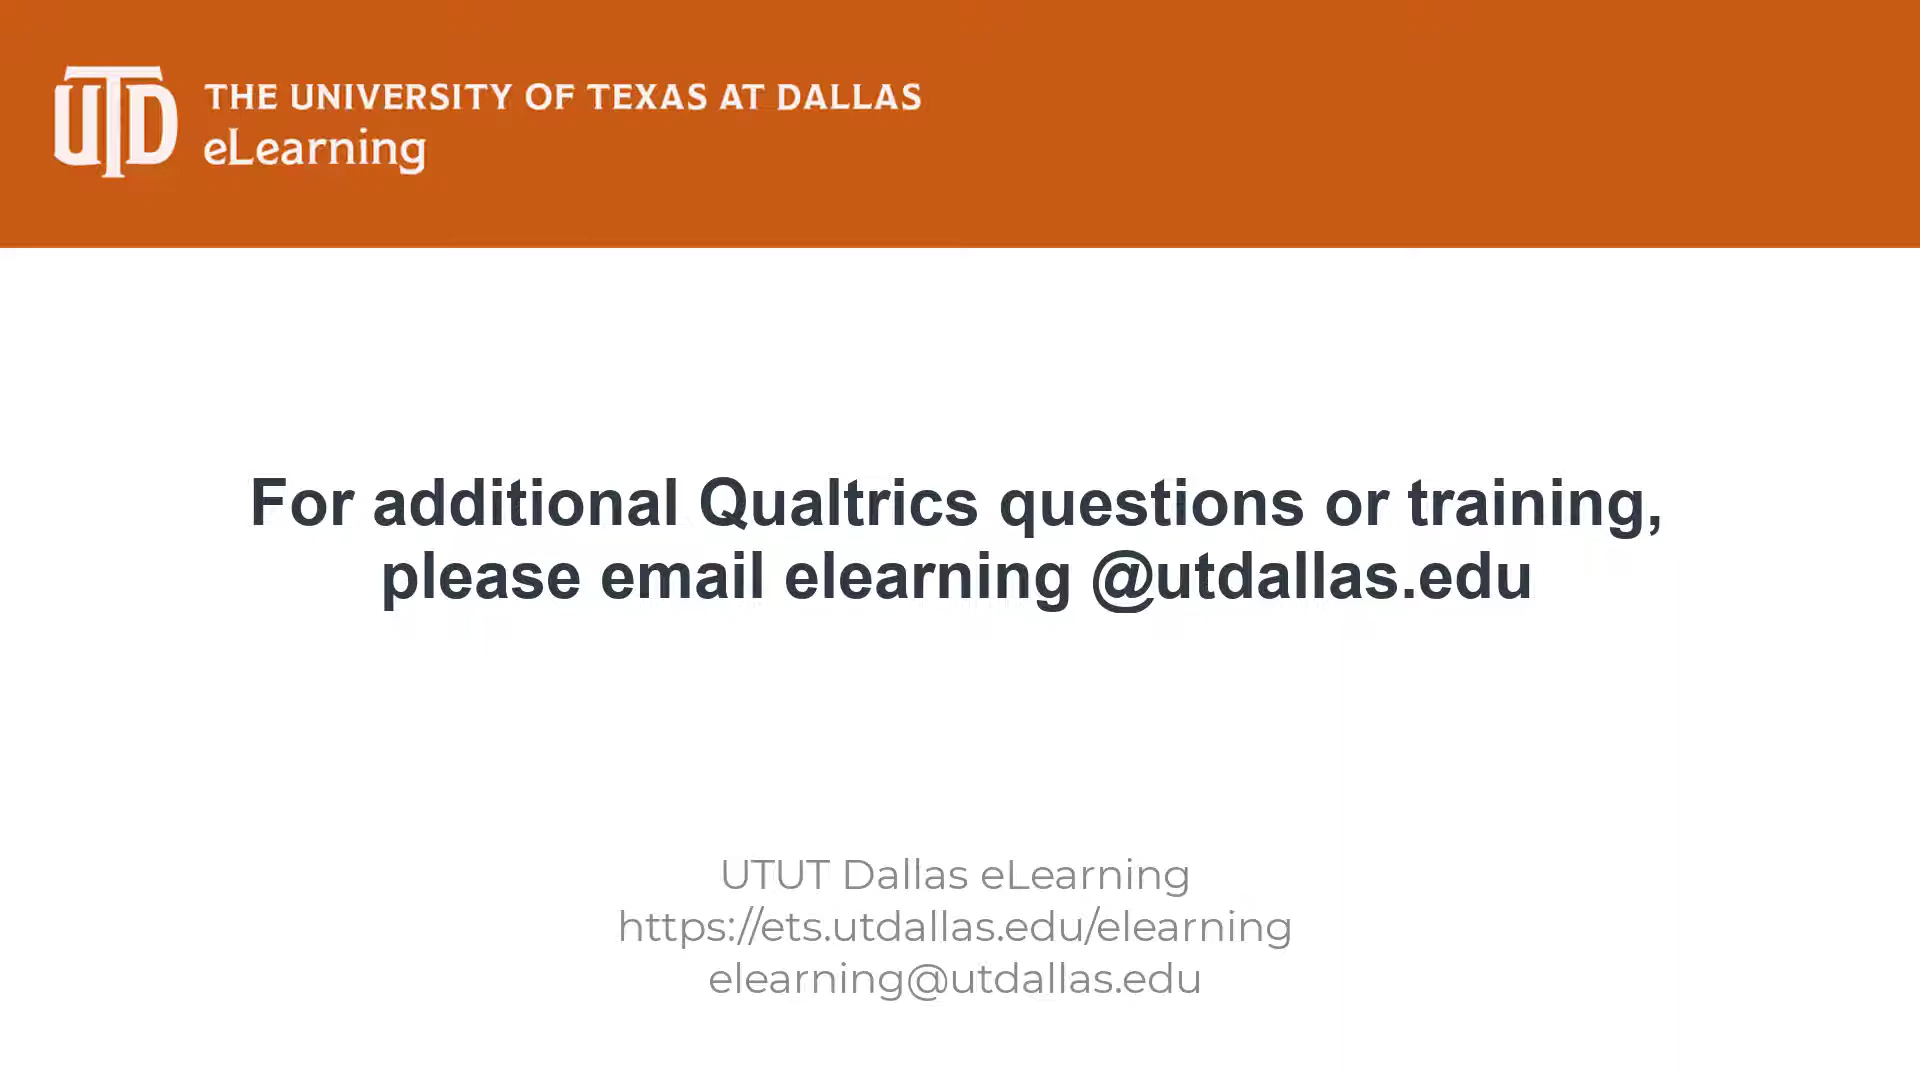 UTD
THE UNIVERSITY OF TEXAS AT DALLAS
eLearning
For additional Qualtrics questions or training,
please email elearning @utdallas.edu
UTUT Dallas eLearning
https://ets.utdallas.edu/elearning
elearning@utdallas.edu